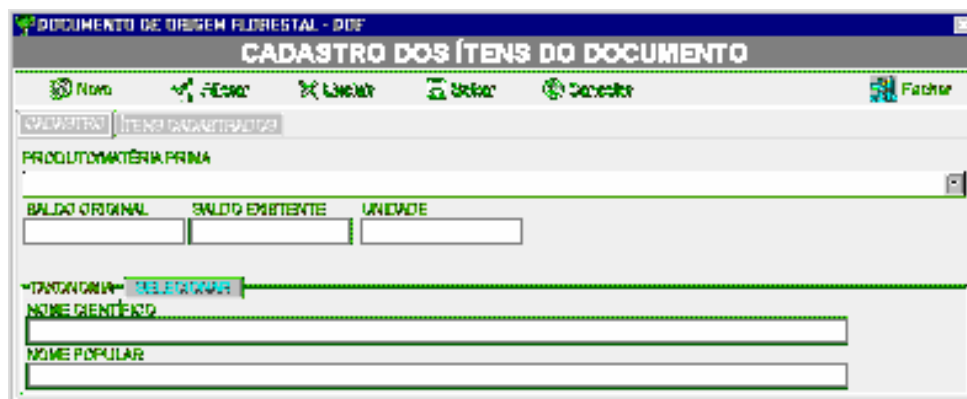 DOCUMENTO DE ORIGEM FLORESTAL - DOF
CADASTRO DOS ÍTENS DO DOCUMENTO
Novo Alterar Excluir Salvar Cancelar Fechar
CADASTRO ÍTENS CADASTRADOS
PRODUTO/MATÉRIA PRIMA
SALDO ORIGINAL SALDO EXISTENTE UNIDADE
TAXONOMIA SELECIONAR
NOME CIENTÍFICO
NOME POPULAR